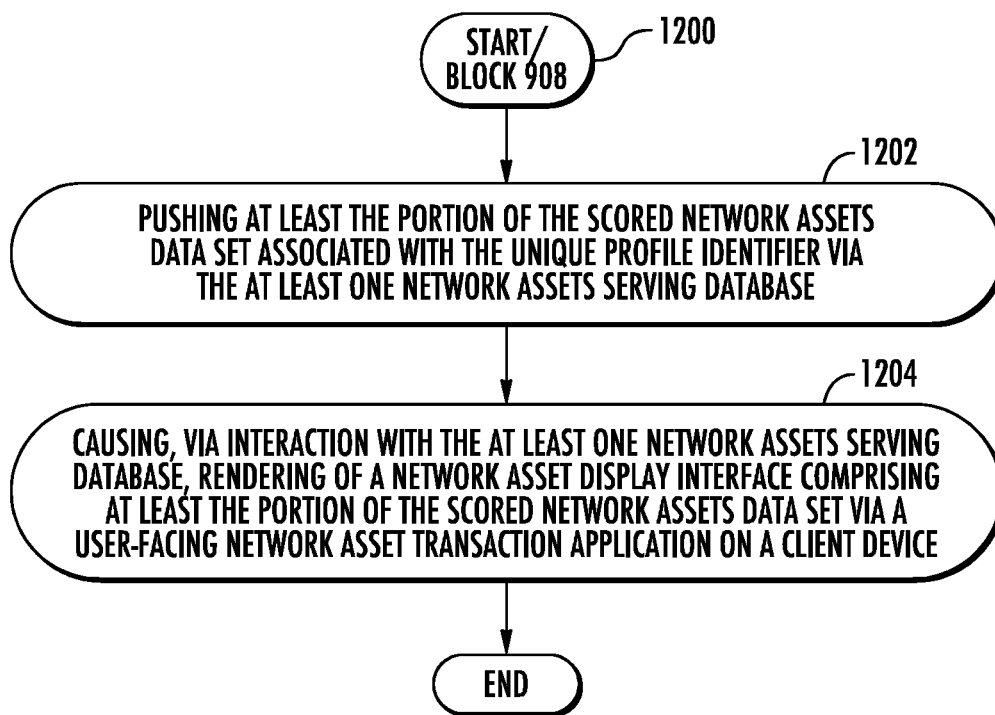 START/
BLOCK 908
1200
1202
PUSHING AT LEAST THE PORTION OF THE SCORED NETWORK ASSETS
DATA SET ASSOCIATED WITH THE UNIQUE PROFILE IDENTIFIER VIA
THE AT LEAST ONE NETWORK ASSETS SERVING DATABASE
1204
CAUSING, VIA INTERACTION WITH THE AT LEAST ONE NETWORK ASSETS SERVING
DATABASE, RENDERING OF A NETWORK ASSET DISPLAY INTERFACE COMPRISING
AT LEAST THE PORTION OF THE SCORED NETWORK ASSETS DATA SET VIA A
USER-FACING NETWORK ASSET TRANSACTION APPLICATION ON A CLIENT DEVICE
END